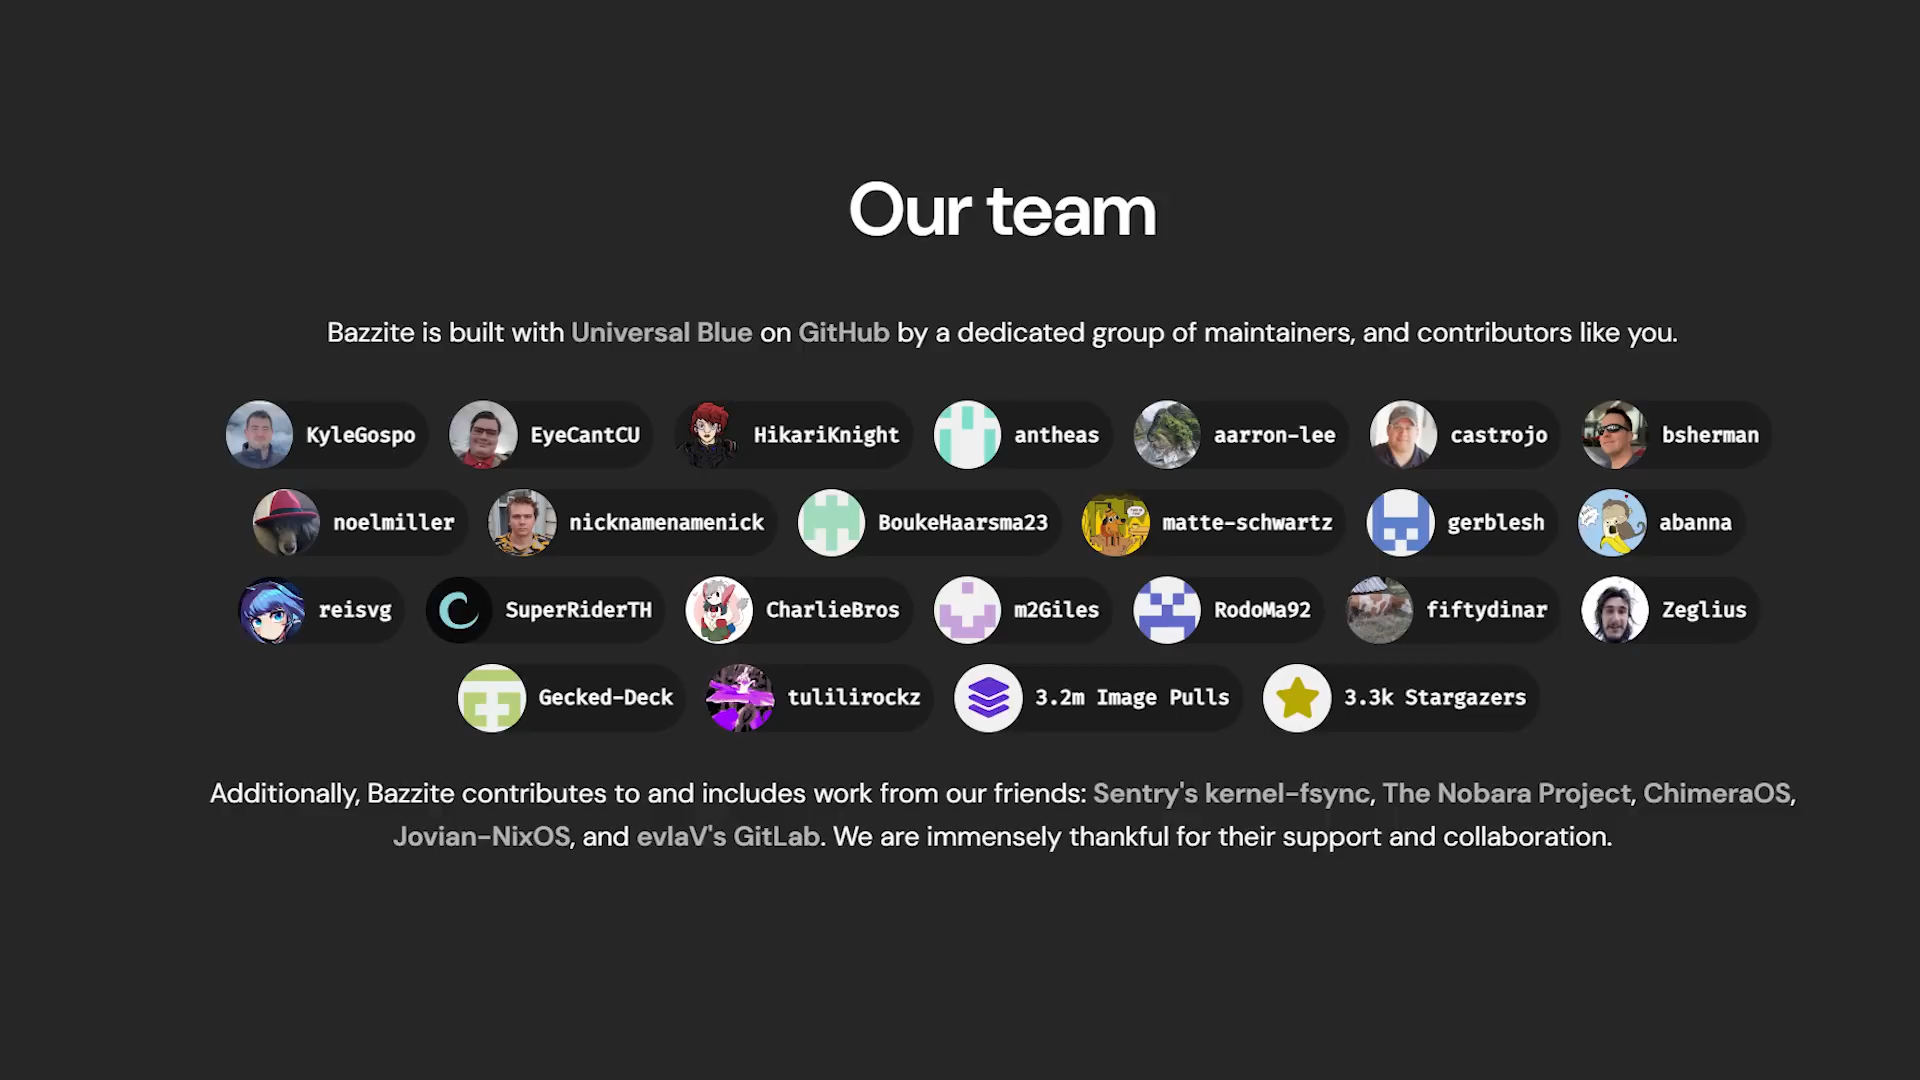 Our team
Bazzite is built with Universal Blue on GitHub by a dedicated group of maintainers, and contributors like you.
KyleGospo EyeCantCU HikariKnight antheas aarron-lee castrojo bsherman
noelmiller nicknamenamenick BoukeHaarsma23 matte-schwartz gerblesh abanna
reisvg SuperRiderTH CharlieBros m2Giles RodoMa92 fiftydinar Zeglius
Gecked-Deck tulilirockz 3.2m Image Pulls 3.3k Stargazers
Additionally, Bazzite contributes to and includes work from our friends: Sentry's kernel-fsync, The Nobara Project, ChimeraOS,
Jovian-NixOS, and evlaV's GitLab. We are immensely thankful for their support and collaboration.